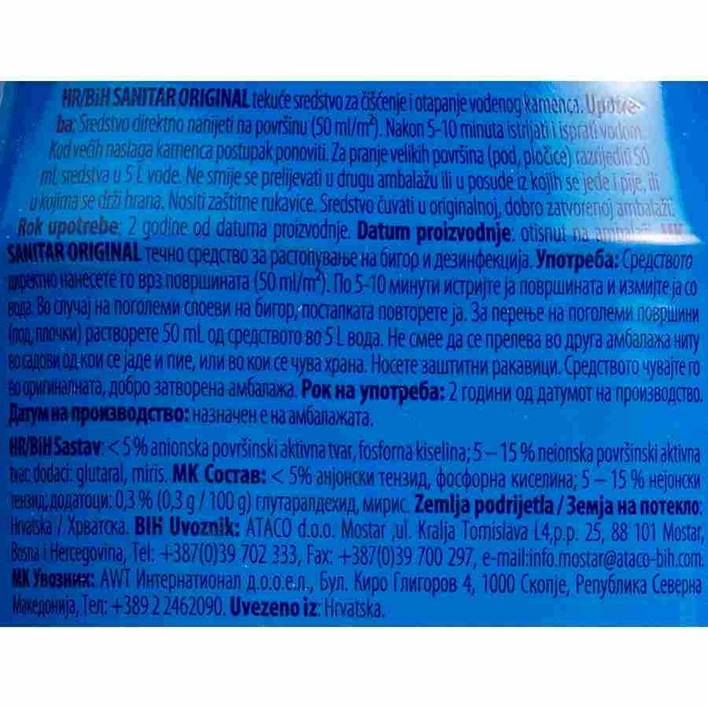 HR/BiH SANITAR ORIGINAL tekuće sredstvo za čišćenje i otapanje vodenog kamenca. Upotre-
ba: Sredstvo direktno nanijeti na površinu (50 ml/m²). Nakon 5-10 minuta istrijati i isprati vodom.
Kod većih naslaga kamenca postupak ponoviti. Za pranje velikih površina (pod, pločice) razrijediti 50
mL sredstva u 5 L vode. Ne smije se prelijevati u drugu ambalažu ili u posude iz kojih se jede i pije, ili
u kojima se drži hrana. Nositi zaštitne rukavice. Sredstvo čuvati u originalnoj, dobro zatvorenoj ambalaži.
Rok upotrebe: 2 godine od datuma proizvodnje. Datum proizvodnje: otisnut na ambalaži. MK
SANITAR ORIGINAL течно средство за растопување на бигор и дезинфекција. Употреба: Средството
директно нанесете го врз површината (50 ml/m²). По 5-10 минути истријте ја површината и измијте ја со
вода. Во случај на поголеми слоеви на бигор, постапката повторете ја. За перење на поголеми површини
(под, плочки) растворете 50 mL од средството во 5 L вода. Не смее да се прелева во друга амбалажа ниту
во садови од кои се јаде и пие, или во кои се чува храна. Носете заштитни ракавици. Средството чувајте го
во оригиналната, добро затворена амбалажа. Рок на употреба: 2 години од датумот на производство.
Датум на производство: назначен е на амбалажата.
HR/BiH Sastav: < 5 % anionska površinski aktivna tvar, fosforna kiselina; 5 – 15 % neionska površinski aktivna
tvar; dodaci: glutaral, miris. МК Состав: < 5% анјонски тензид, фосфорна киселина; 5 – 15 % нејонски
тензид; додатоци: 0,3 % (0,3 g / 100 g) глутаралдехид, мирис. Zemlja podrijetla / Земја на потекло:
Hrvatska / Хрватска. BIH Uvoznik: ATACO d.o.o. Mostar ,ul. Kralja Tomislava L4,p.p. 25, 88 101 Mostar,
Bosna i Hercegovina, Tel: +387(0)39 702 333, Fax: +387(0)39 700 297, e-mail:info.mostar@ataco-bih.com
МК Увозник: AWT Интернатионал д.о.о.е.л., Бул. Киро Глигоров 4, 1000 Скопје, Република Северна
Македонија, Тел: +389 2 2462090. Uvezeno iz: Hrvatska.